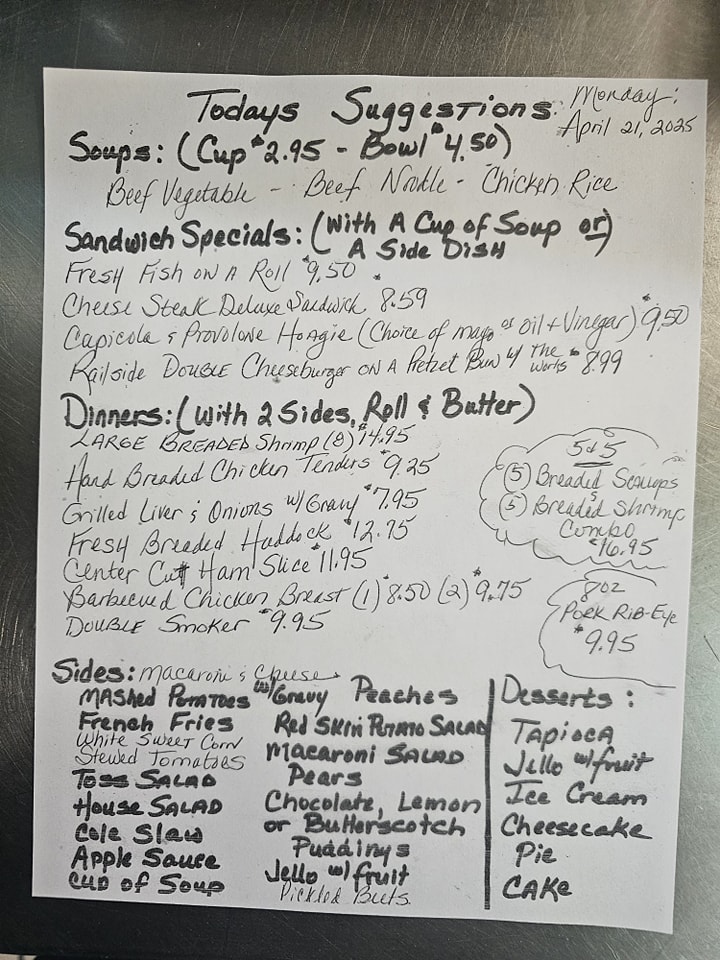 Todays Suggestions: Monday:
April 21, 2025
Soups: (Cup $2.95 - Bowl $4.50)
Beef Vegetable - Beef Noodle - Chicken Rice
Sandwich Specials: (With A Cup of Soup or)
A Side Dish
Fresh Fish on A Roll $9.50
Cheese Steak Deluxe Sandwich $8.59
Capicola & Provolone Hoagie (Choice of mayo or oil + Vinegar) $9.50
Railside Double Cheeseburger on A Pretzel Bun w/ The Works $8.99
Dinners: (With 2 Sides, Roll & Butter)
Large Breaded Shrimp (8) $14.95
Hand Breaded Chicken Tenders $9.25
Grilled Liver & Onions w/Gravy $7.95
Fresh Breaded Haddock $12.75
Center Cut Ham Slice $11.95
Barbecued Chicken Breast (1) $8.50 (2) $9.75
Double Smoker $9.95
5 & 5
(5) Breaded Scallops
&
(5) Breaded Shrimp
Combo
$16.95
8 oz
Pork Rib-Eye
$9.95
Sides: Macaroni & Cheese
Mashed Potatoes w/Gravy
French Fries
White Sweet Corn
Stewed Tomatoes
Toss Salad
House Salad
Cole Slaw
Apple Sauce
Cup of Soup
Peaches
Red Skin Potato Salad
Macaroni Salad
Pears
Chocolate, Lemon
or Butterscotch
Puddings
Jello w/fruit
Pickled Beets
Desserts:
Tapioca
Jello w/fruit
Ice Cream
Cheesecake
Pie
Cake